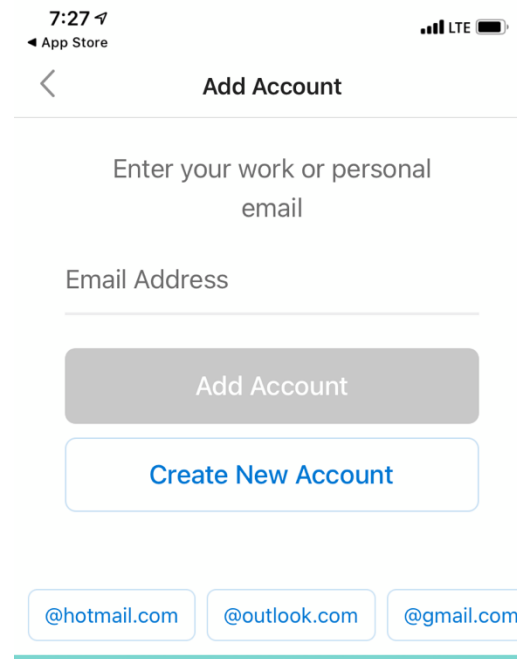 7:27
LTE
App Store
Add Account
Enter your work or personal
email
Email Address
Add Account
Create New Account
@hotmail.com
@outlook.com
@gmail.com